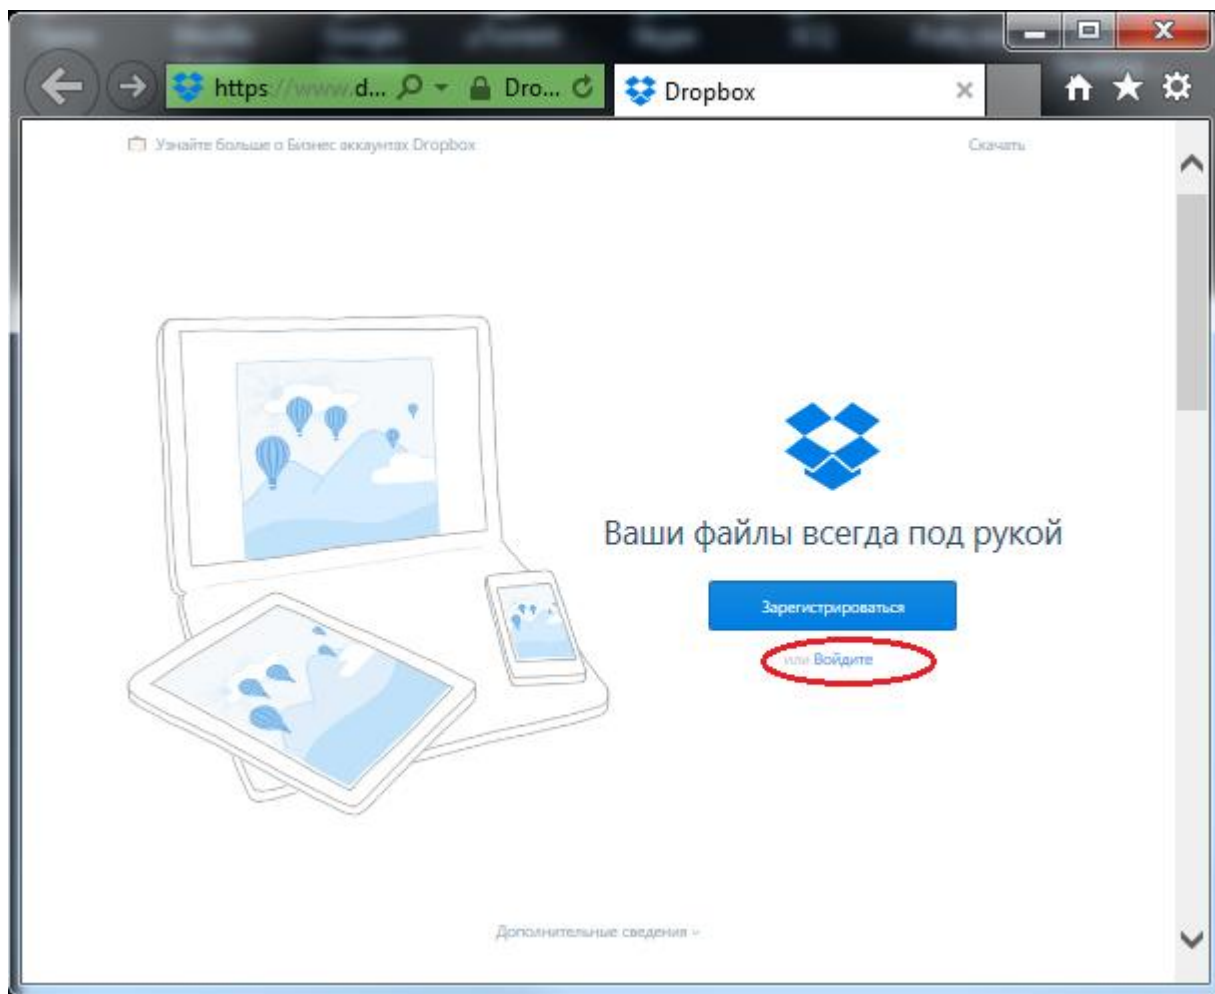 https://www.d... Dro... Dropbox
Узнайте больше о Бизнес аккаунтах Dropbox
Скачать
Ваши файлы всегда под рукой
Зарегистрироваться
или Войдите
Дополнительные сведения